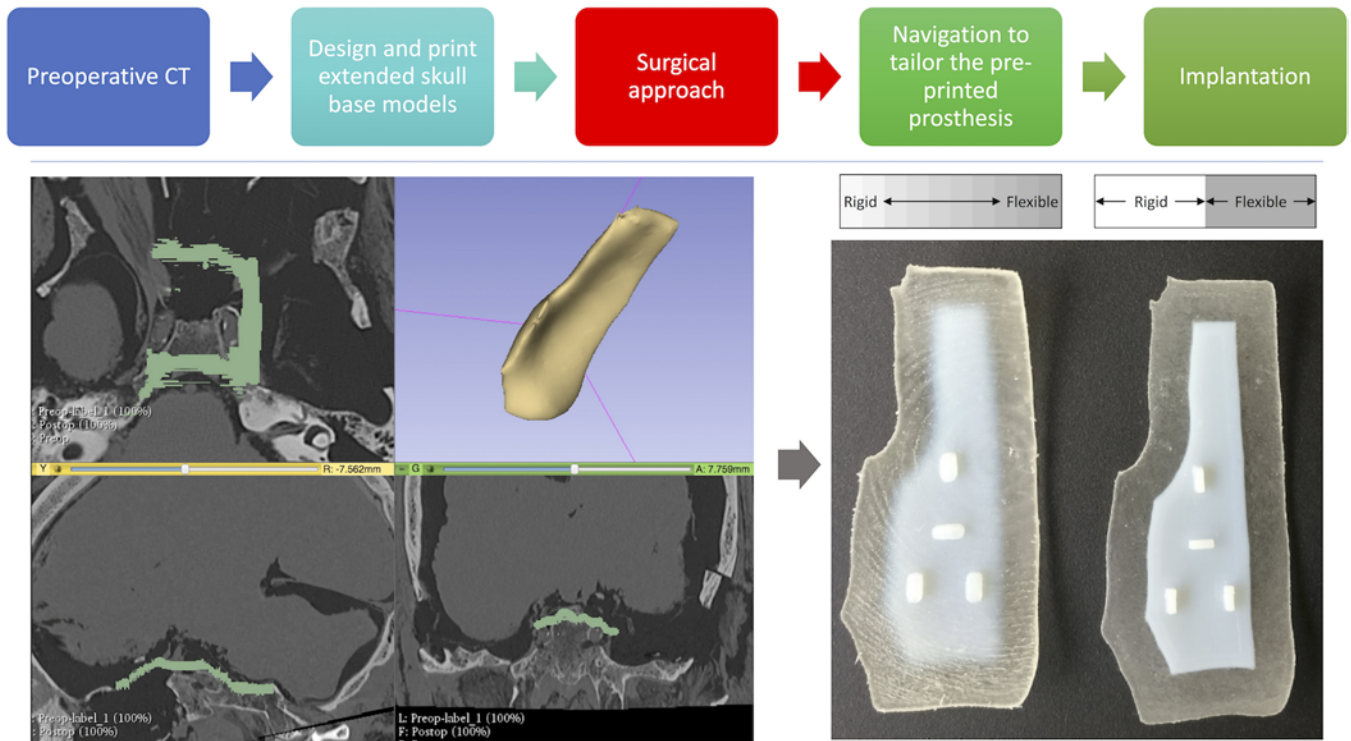 Preoperative CT
Design and print
extended skull
base models
Surgical
approach
Navigation to
tailor the pre-
printed
prosthesis
Implantation
: Preop-label_1 (100%)
: Postop (100%)
: Preop
Y
R: -7.562mm
G
A: 7.759mm
: Preop-label_1 (100%)
: Postop (100%)
L: Preop-label_1 (100%)
F: Postop (100%)
Rigid
Flexible
Rigid
Flexible